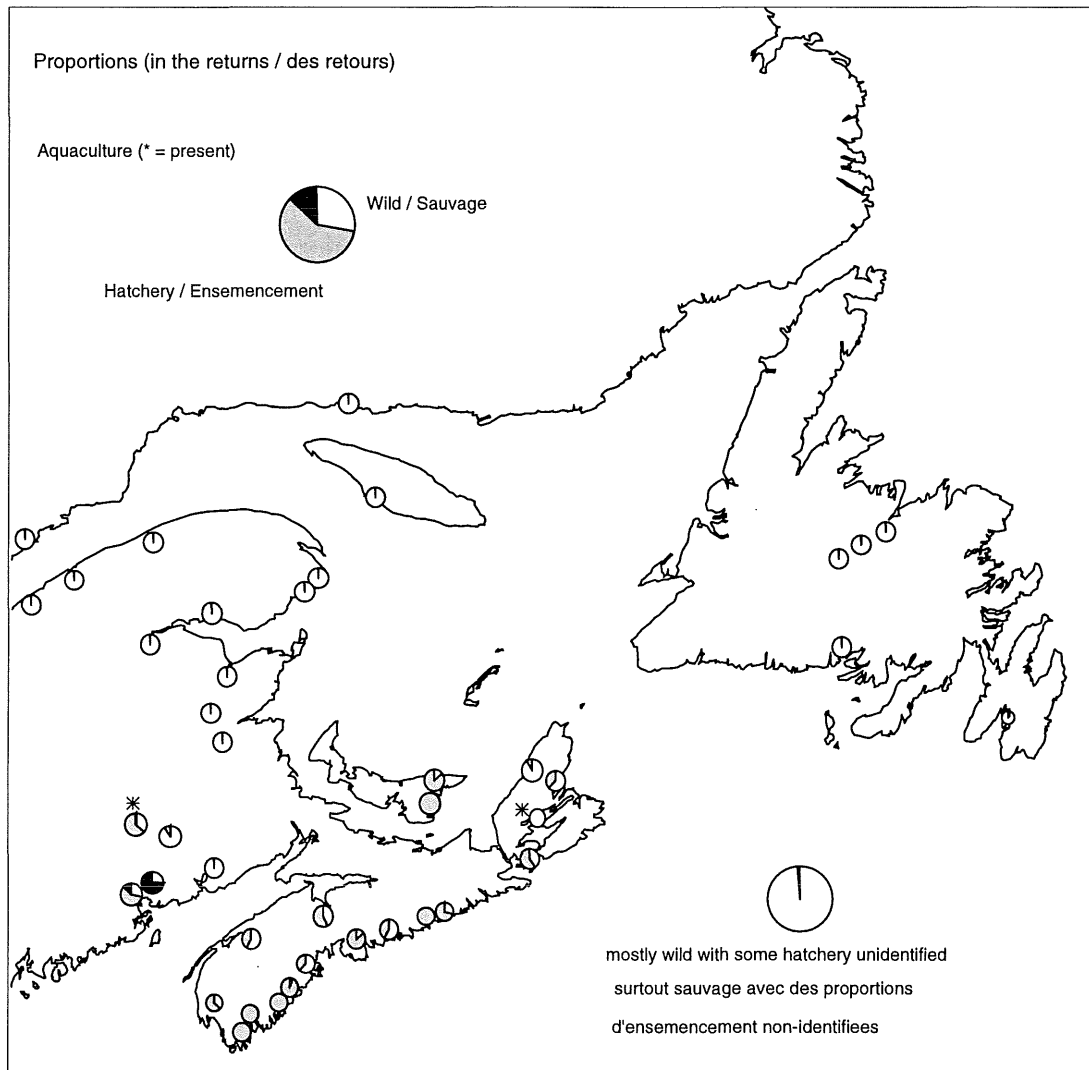 Proportions (in the returns / des retours)
Aquaculture (* = present)
Wild / Sauvage
Hatchery / Ensemencement
*
*
mostly wild with some hatchery unidentified
surtout sauvage avec des proportions
d'ensemencement non-identifiees